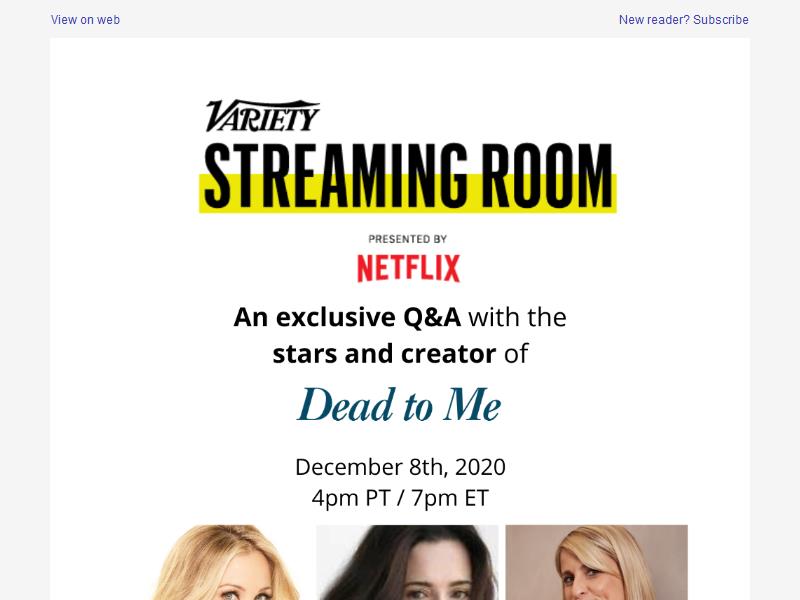 View on web
New reader? Subscribe
VARIETY
STREAMING ROOM
PRESENTED BY
NETFLIX
An exclusive Q&A with the
stars and creator of
Dead to Me
December 8th, 2020
4pm PT / 7pm ET